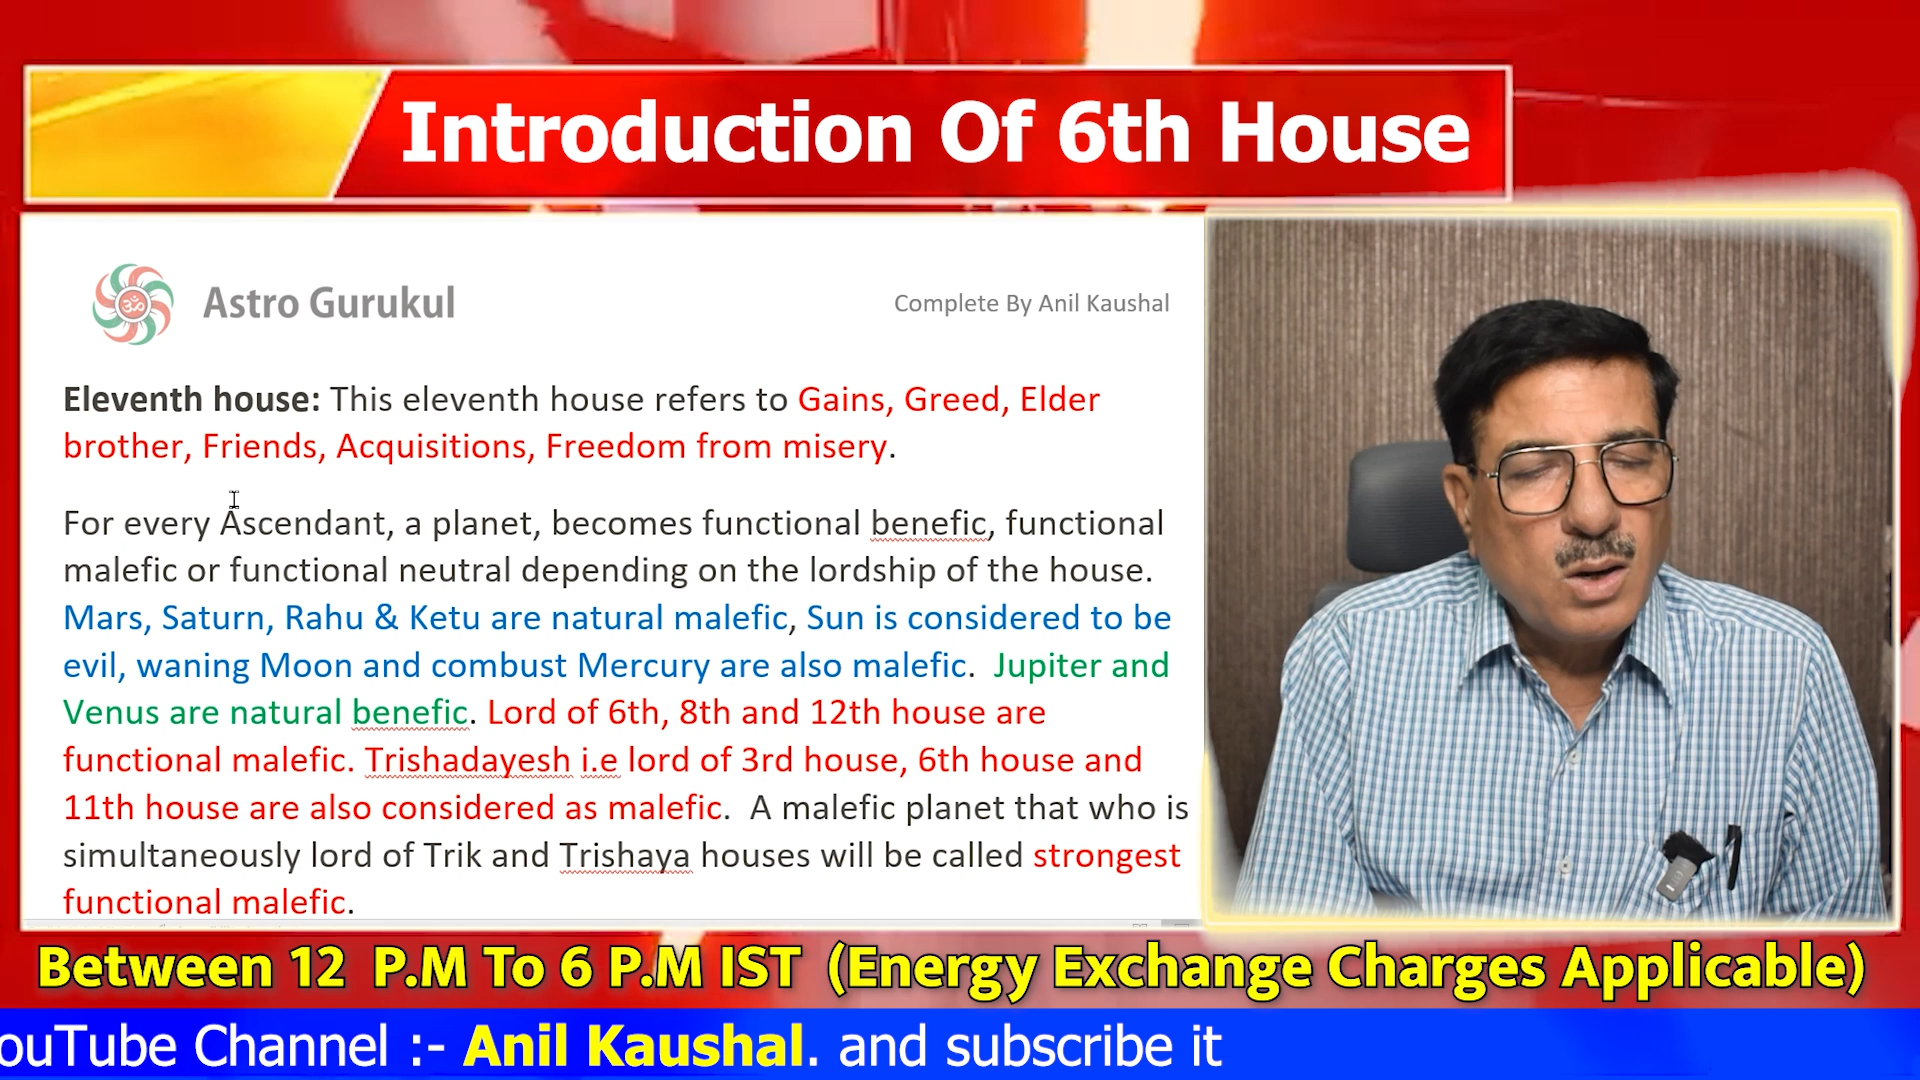 Introduction Of 6th House
Astro Gurukul
Complete By Anil Kaushal
Eleventh house: This eleventh house refers to Gains, Greed, Elder
brother, Friends, Acquisitions, Freedom from misery.
For every Ascendant, a planet, becomes functional benefic, functional
malefic or functional neutral depending on the lordship of the house.
Mars, Saturn, Rahu & Ketu are natural malefic, Sun is considered to be
evil, waning Moon and combust Mercury are also malefic. Jupiter and
Venus are natural benefic. Lord of 6th, 8th and 12th house are
functional malefic. Trishadayesh i.e lord of 3rd house, 6th house and
11th house are also considered as malefic. A malefic planet that who is
simultaneously lord of Trik and Trishaya houses will be called strongest
functional malefic.
Between 12 P.M To 6 P.M IST (Energy Exchange Charges Applicable)
ouTube Channel :- Anil Kaushal. and subscribe it